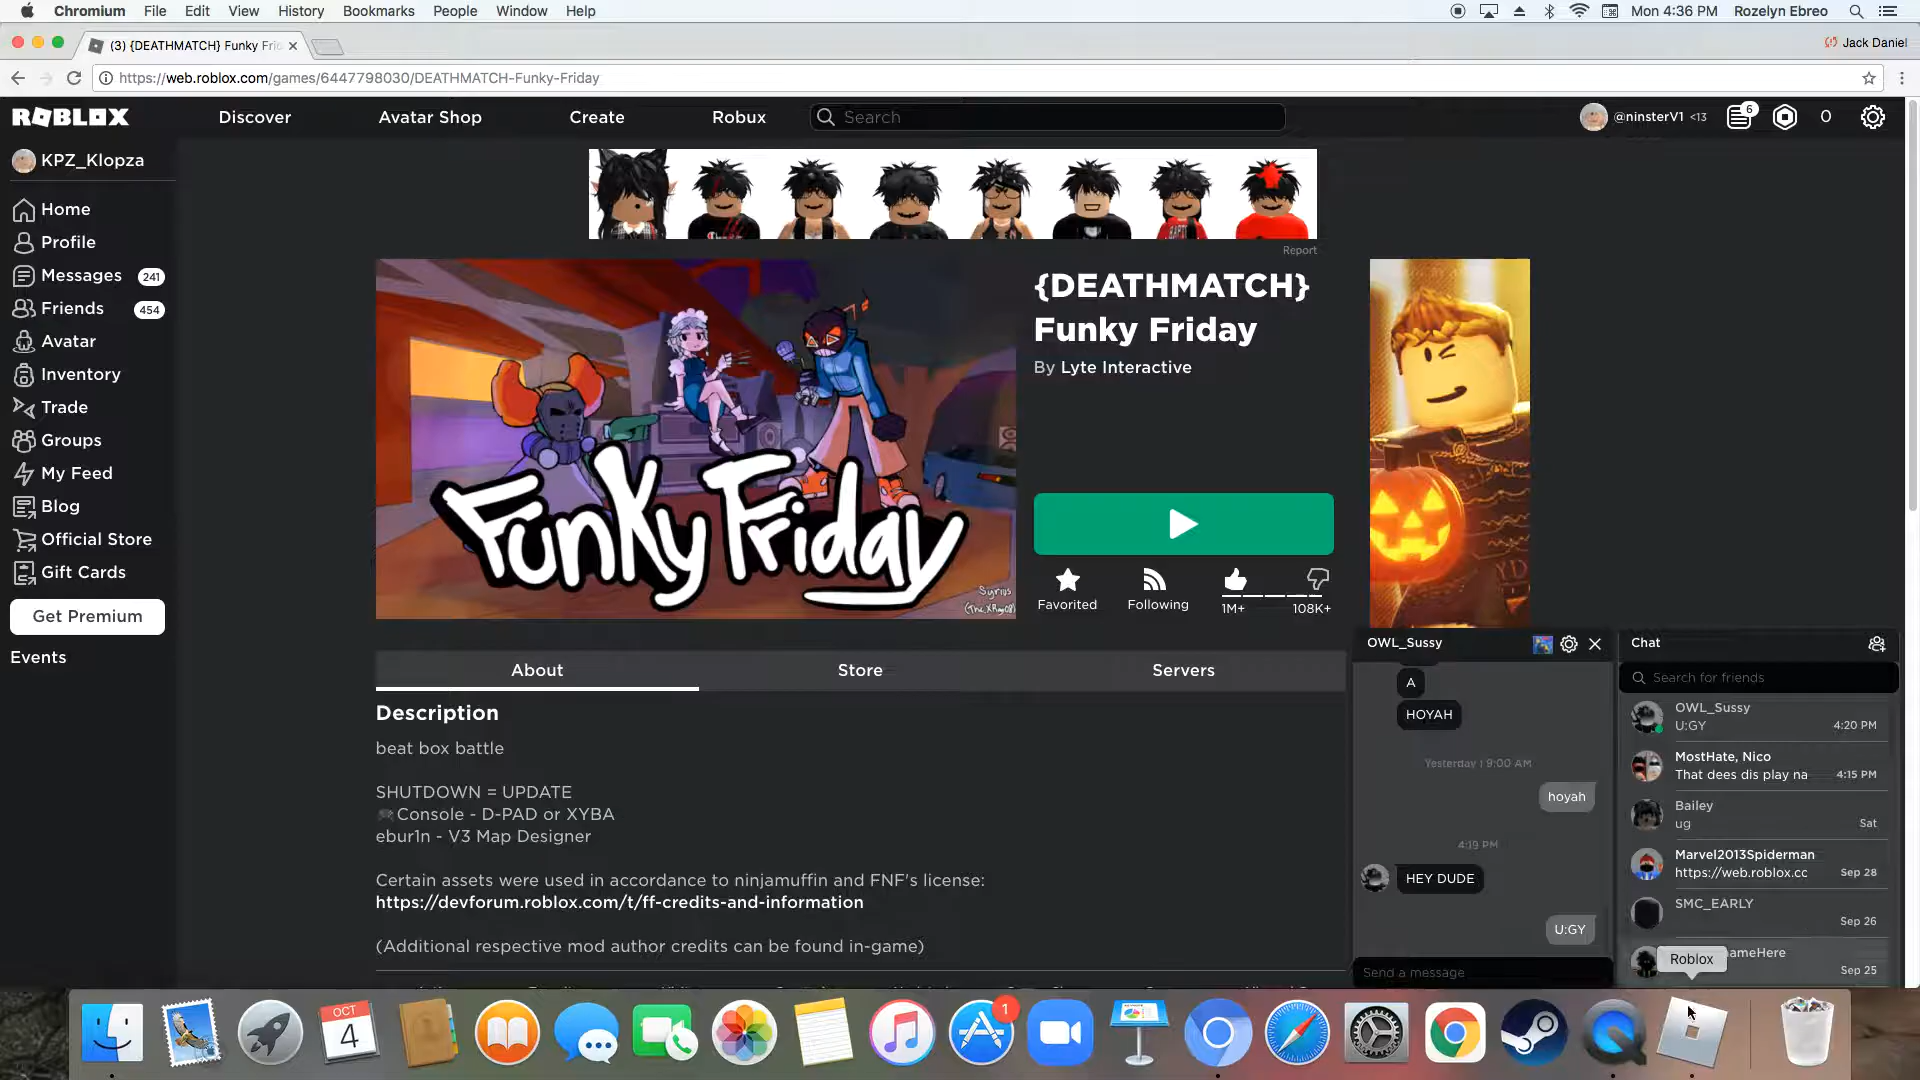 Chromium File Edit View History Bookmarks People Window Help
Mon 4:36 PM Rozelyn Ebreo
(3) {DEATHMATCH} Funky Fri
Jack Daniel
https://web.roblox.com/games/6447798030/DEATHMATCH-Funky-Friday
ROBLOX Discover Avatar Shop Create Robux Search @ninsterV1 <13 6 0
KPZ_Klopza
Home
Profile
Messages 241
Friends 454
Avatar
Inventory
Trade
Groups
My Feed
Blog
Official Store
Gift Cards
Get Premium
Events
Report
Funky Friday
Syrius
{DEATHMATCH}
Funky Friday
By Lyte Interactive
Favorited Following 1M+ 108K+
About Store Servers
Description
beat box battle
SHUTDOWN = UPDATE
Console - D-PAD or XYBA
ebur1n - V3 Map Designer
Certain assets were used in accordance to ninjamuffin and FNF's license:
https://devforum.roblox.com/t/ff-credits-and-information
(Additional respective mod author credits can be found in-game)
OWL_Sussy
A
HOYAH
Yesterday | 9:00 AM
hoyah
4:19 PM
HEY DUDE
U:GY
Send a message
Chat
Search for friends
OWL_Sussy
U:GY 4:20 PM
MostHate, Nico
That dees dis play na 4:15 PM
Bailey
ug Sat
Marvel2013Spiderman
https://web.roblox.cc Sep 28
SMC_EARLY
Sep 26
ameHere
Sep 25
Roblox
OCT
4
1